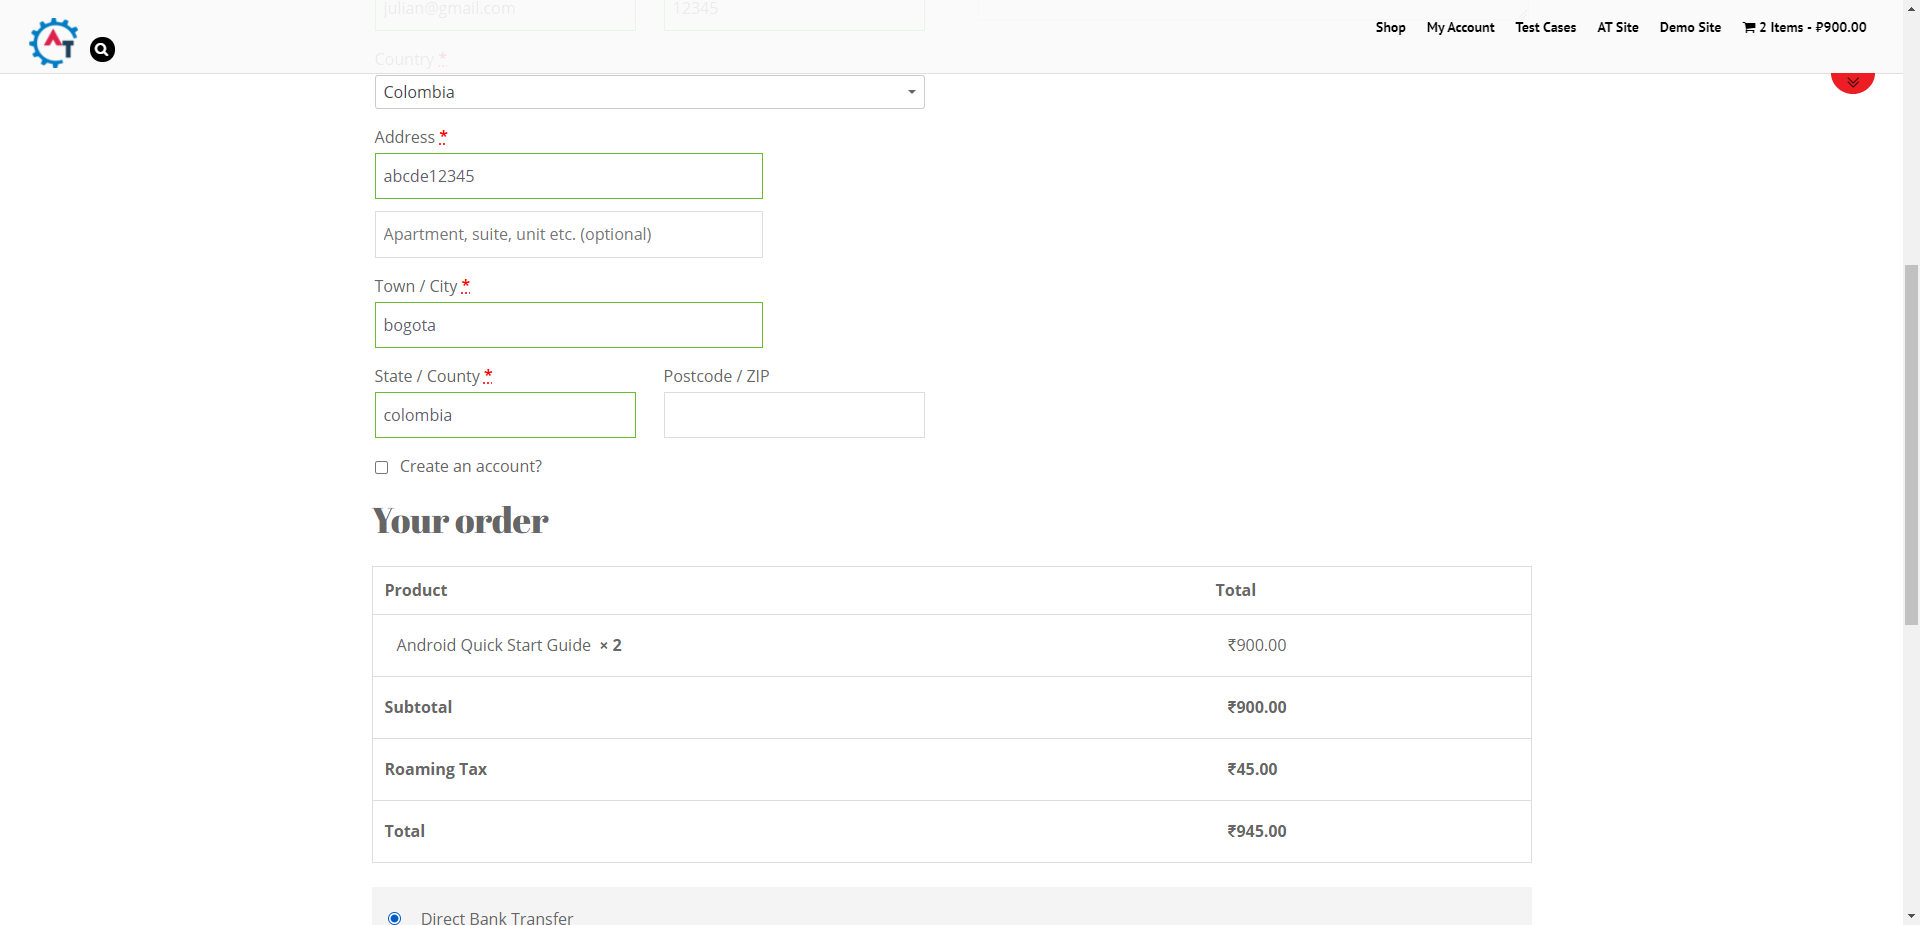 julian@gmail.com 12345
AT Shop My Account Test Cases AT Site Demo Site 2 Items - ₽900.00
Country *
Colombia
Address *
abcde12345
Apartment, suite, unit etc. (optional)
Town / City *
bogota
State / County * Postcode / ZIP
colombia
Create an account?
Your order
Product Total
Android Quick Start Guide × 2 ₹900.00
Subtotal ₹900.00
Roaming Tax ₹45.00
Total ₹945.00
Direct Bank Transfer